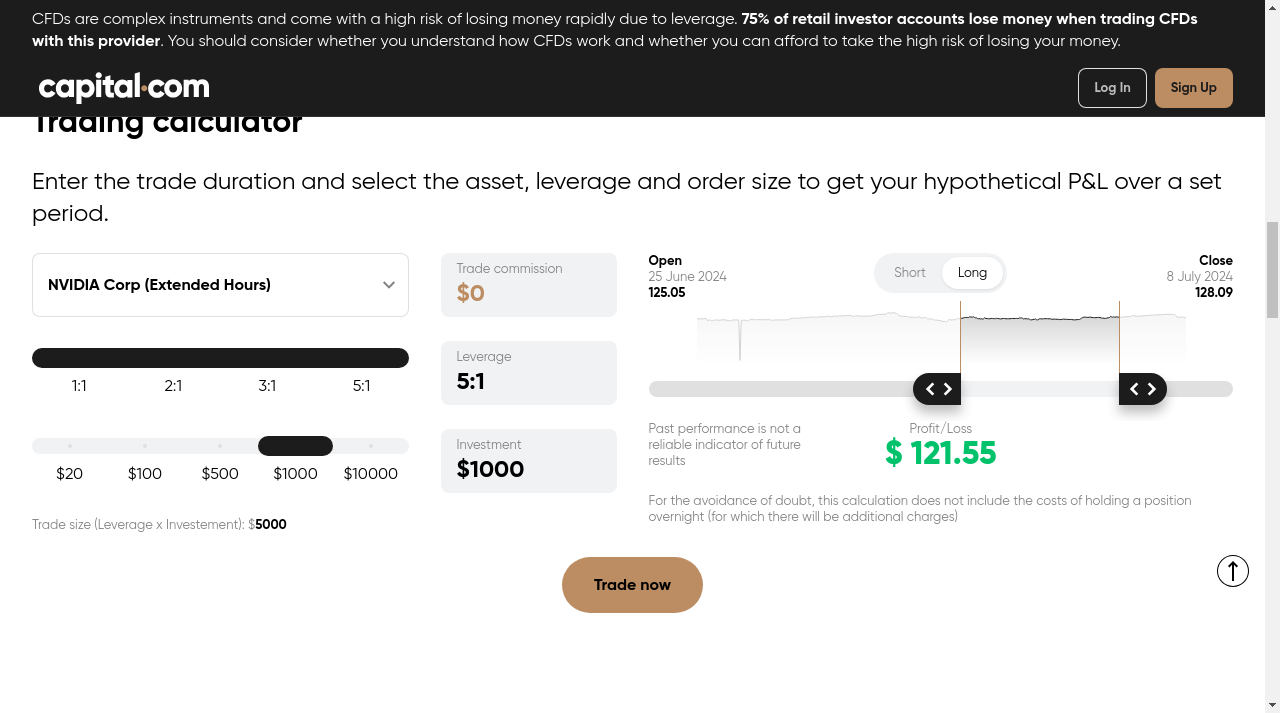 CFDs are complex instruments and come with a high risk of losing money rapidly due to leverage. 75% of retail investor accounts lose money when trading CFDs
with this provider. You should consider whether you understand how CFDs work and whether you can afford to take the high risk of losing your money.
capital.com
Log In
Sign Up
Trading calculator
Enter the trade duration and select the asset, leverage and order size to get your hypothetical P&L over a set
period.
NVIDIA Corp (Extended Hours)
1:1 2:1 3:1 5:1
$20 $100 $500 $1000 $10000
Trade size (Leverage x Investement): $5000
Trade commission
$0
Leverage
5:1
Investment
$1000
Open
25 June 2024
125.05
Short Long
Close
8 July 2024
128.09
Past performance is not a
reliable indicator of future
results
Profit/Loss
$ 121.55
For the avoidance of doubt, this calculation does not include the costs of holding a position
overnight (for which there will be additional charges)
Trade now